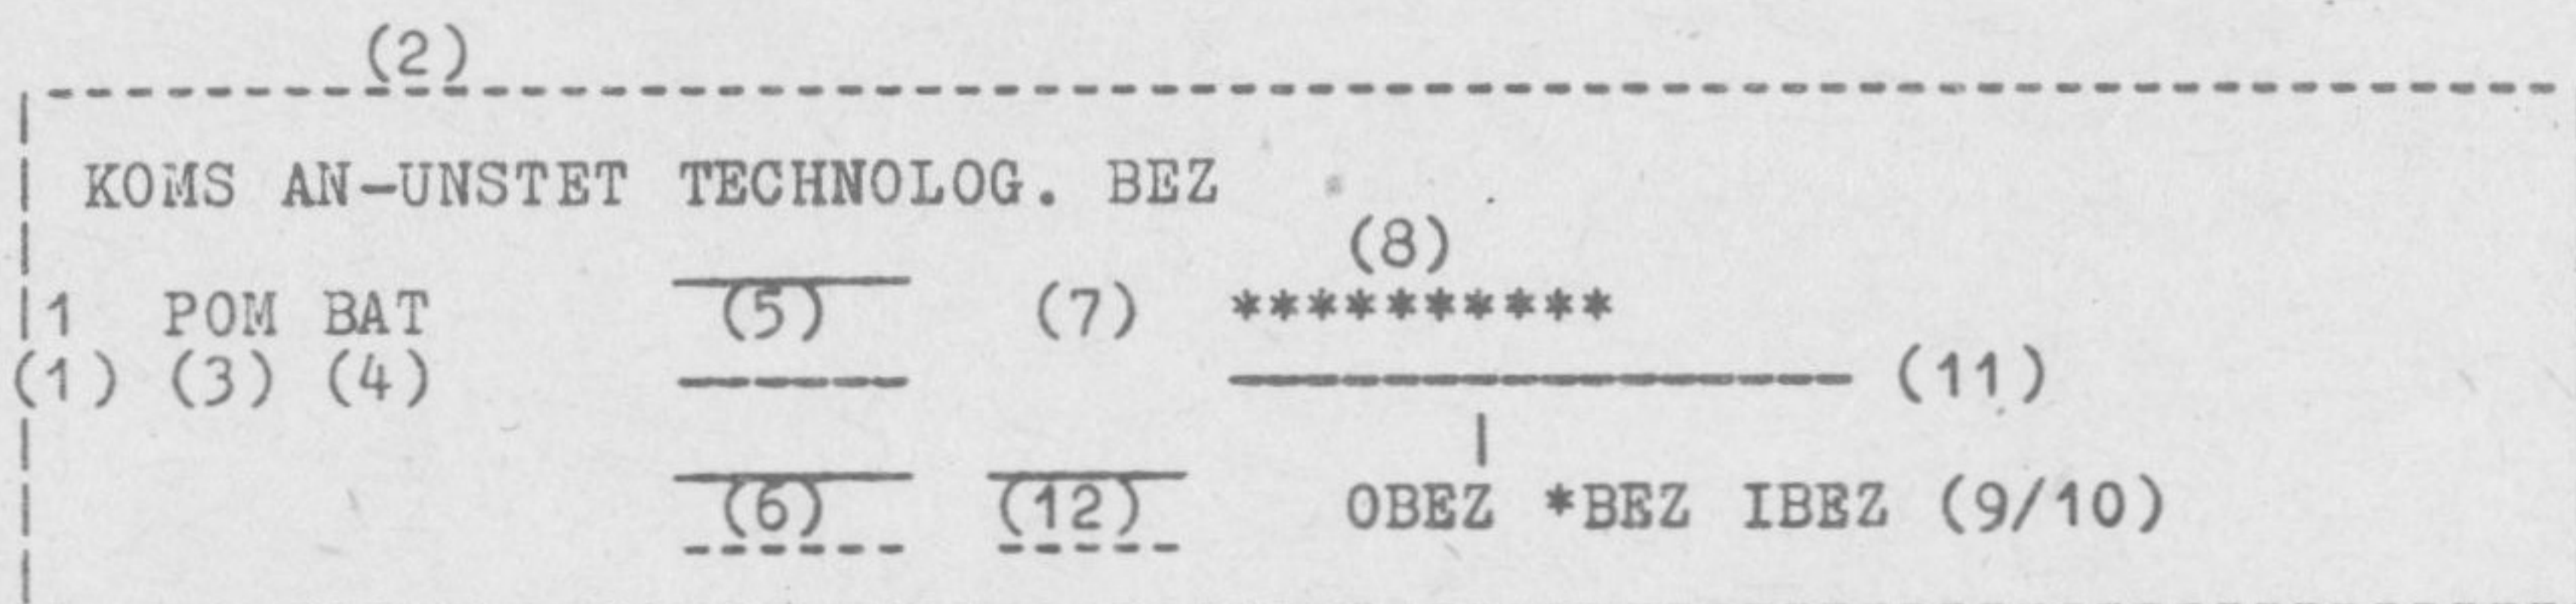 (2)
KOMS AN-UNSTET TECHNOLOG. BEZ
(8)
1 POM BAT (5) (7) **********
(1) (3) (4) ---------------- (11)
(6) (12) OBEZ *BEZ IBEZ (9/10)